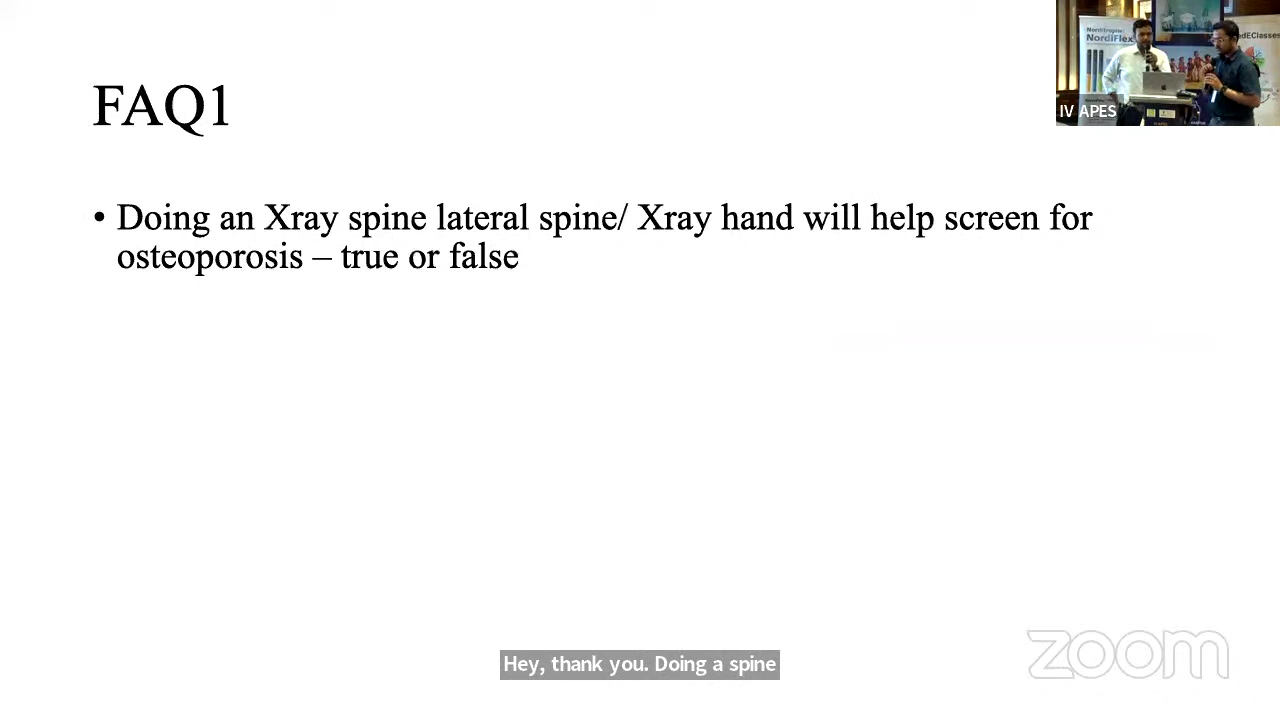 FAQ1
• Doing an Xray spine lateral spine/ Xray hand will help screen for
osteoporosis – true or false
NordiFlex
IV APES
Hey, thank you. Doing a spine
zoom